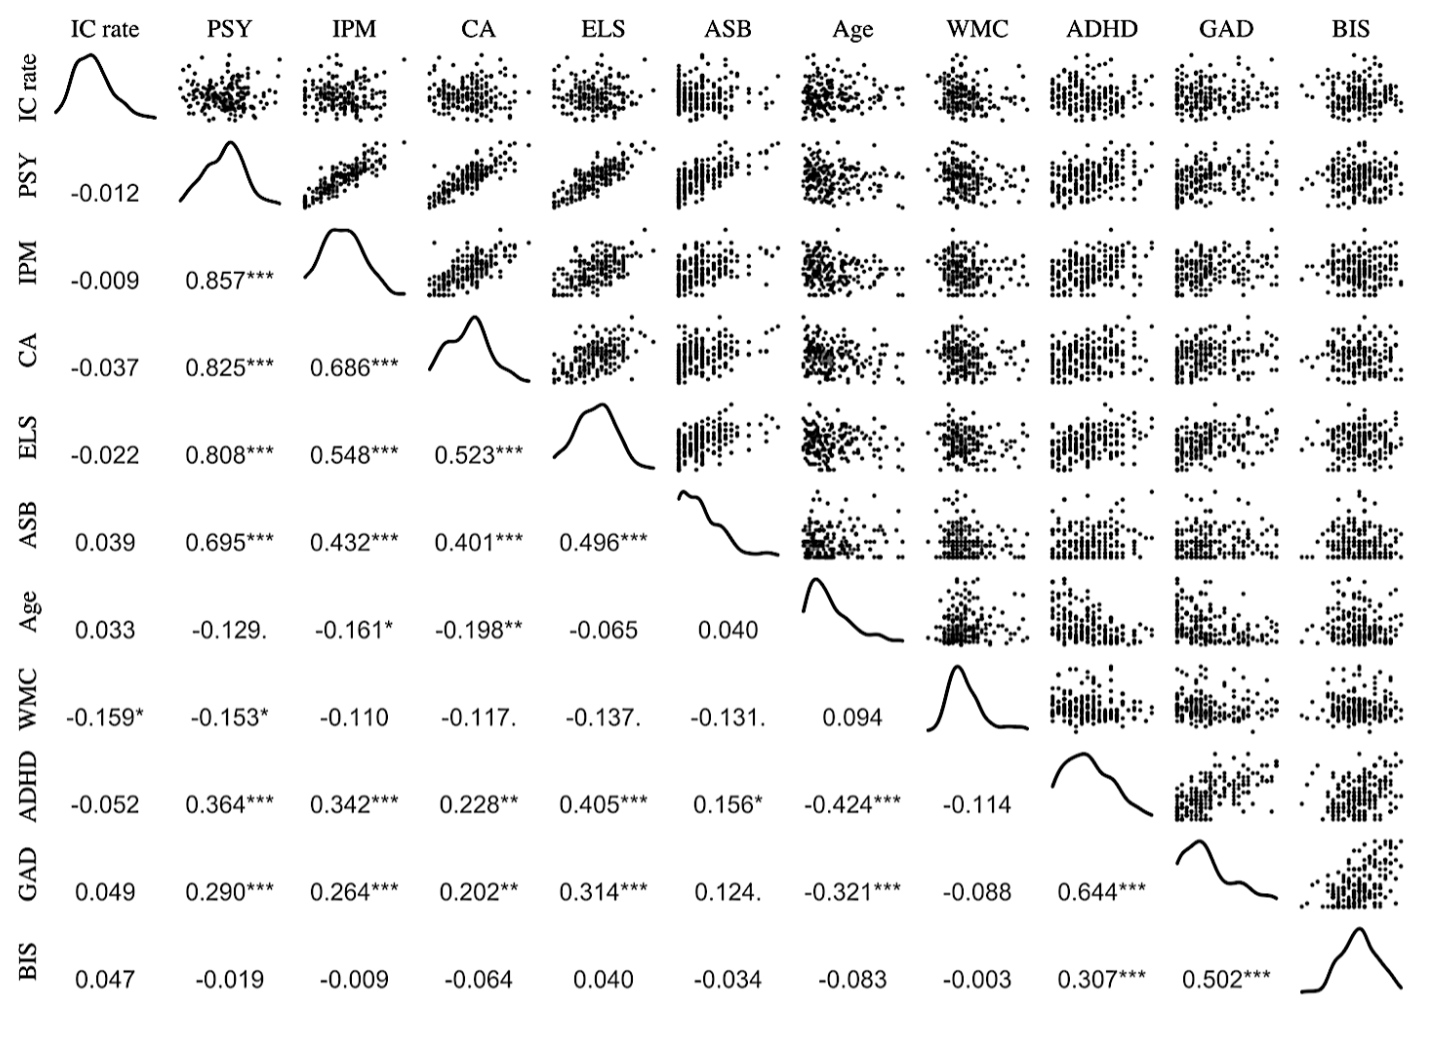 IC rate PSY IPM CA ELS ASB Age WMC ADHD GAD BIS
IC rate
PSY -0.012
IPM -0.009 0.857***
CA -0.037 0.825*** 0.686***
ELS -0.022 0.808*** 0.548*** 0.523***
ASB 0.039 0.695*** 0.432*** 0.401*** 0.496***
Age 0.033 -0.129. -0.161* -0.198** -0.065 0.040
WMC -0.159* -0.153* -0.110 -0.117. -0.137. -0.131. 0.094
ADHD -0.052 0.364*** 0.342*** 0.228** 0.405*** 0.156* -0.424*** -0.114
GAD 0.049 0.290*** 0.264*** 0.202** 0.314*** 0.124. -0.321*** -0.088 0.644***
BIS 0.047 -0.019 -0.009 -0.064 0.040 -0.034 -0.083 -0.003 0.307*** 0.502***